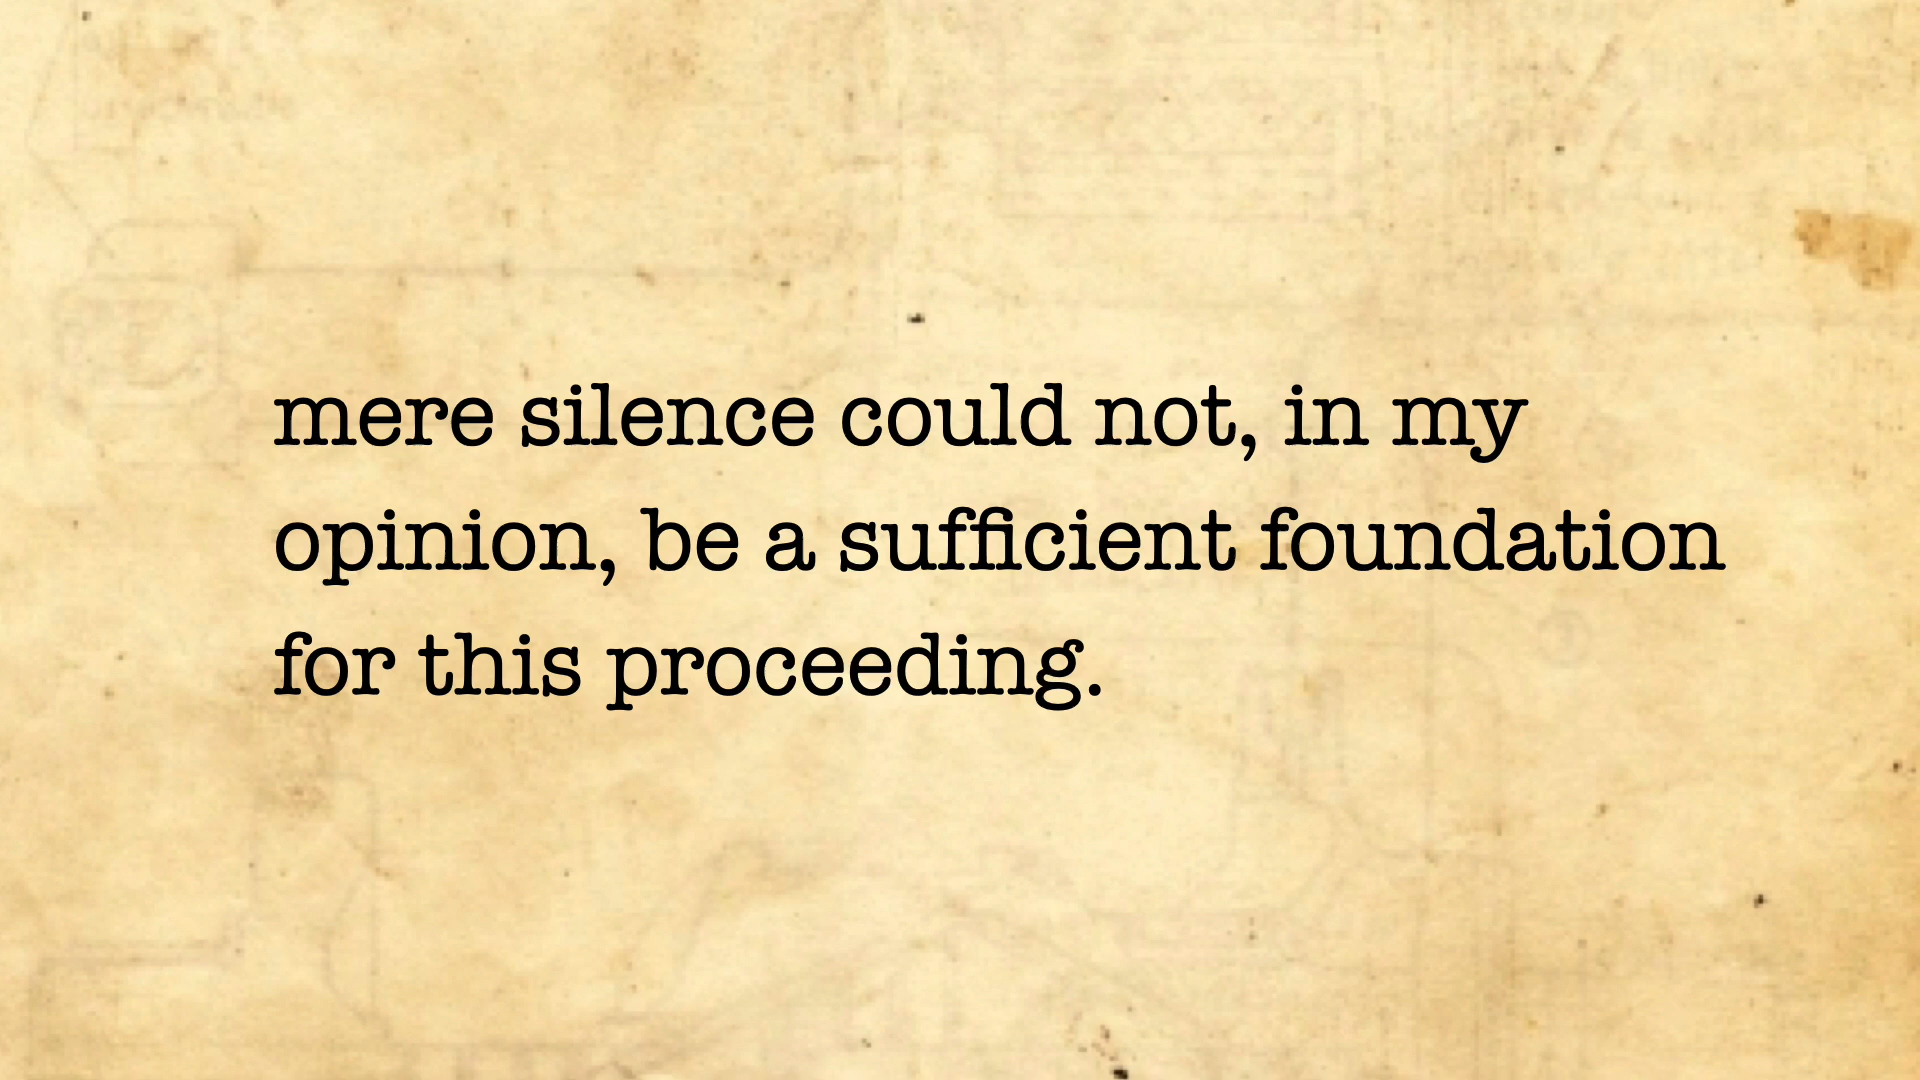 mere silence could not, in my
opinion, be a sufficient foundation
for this proceeding.